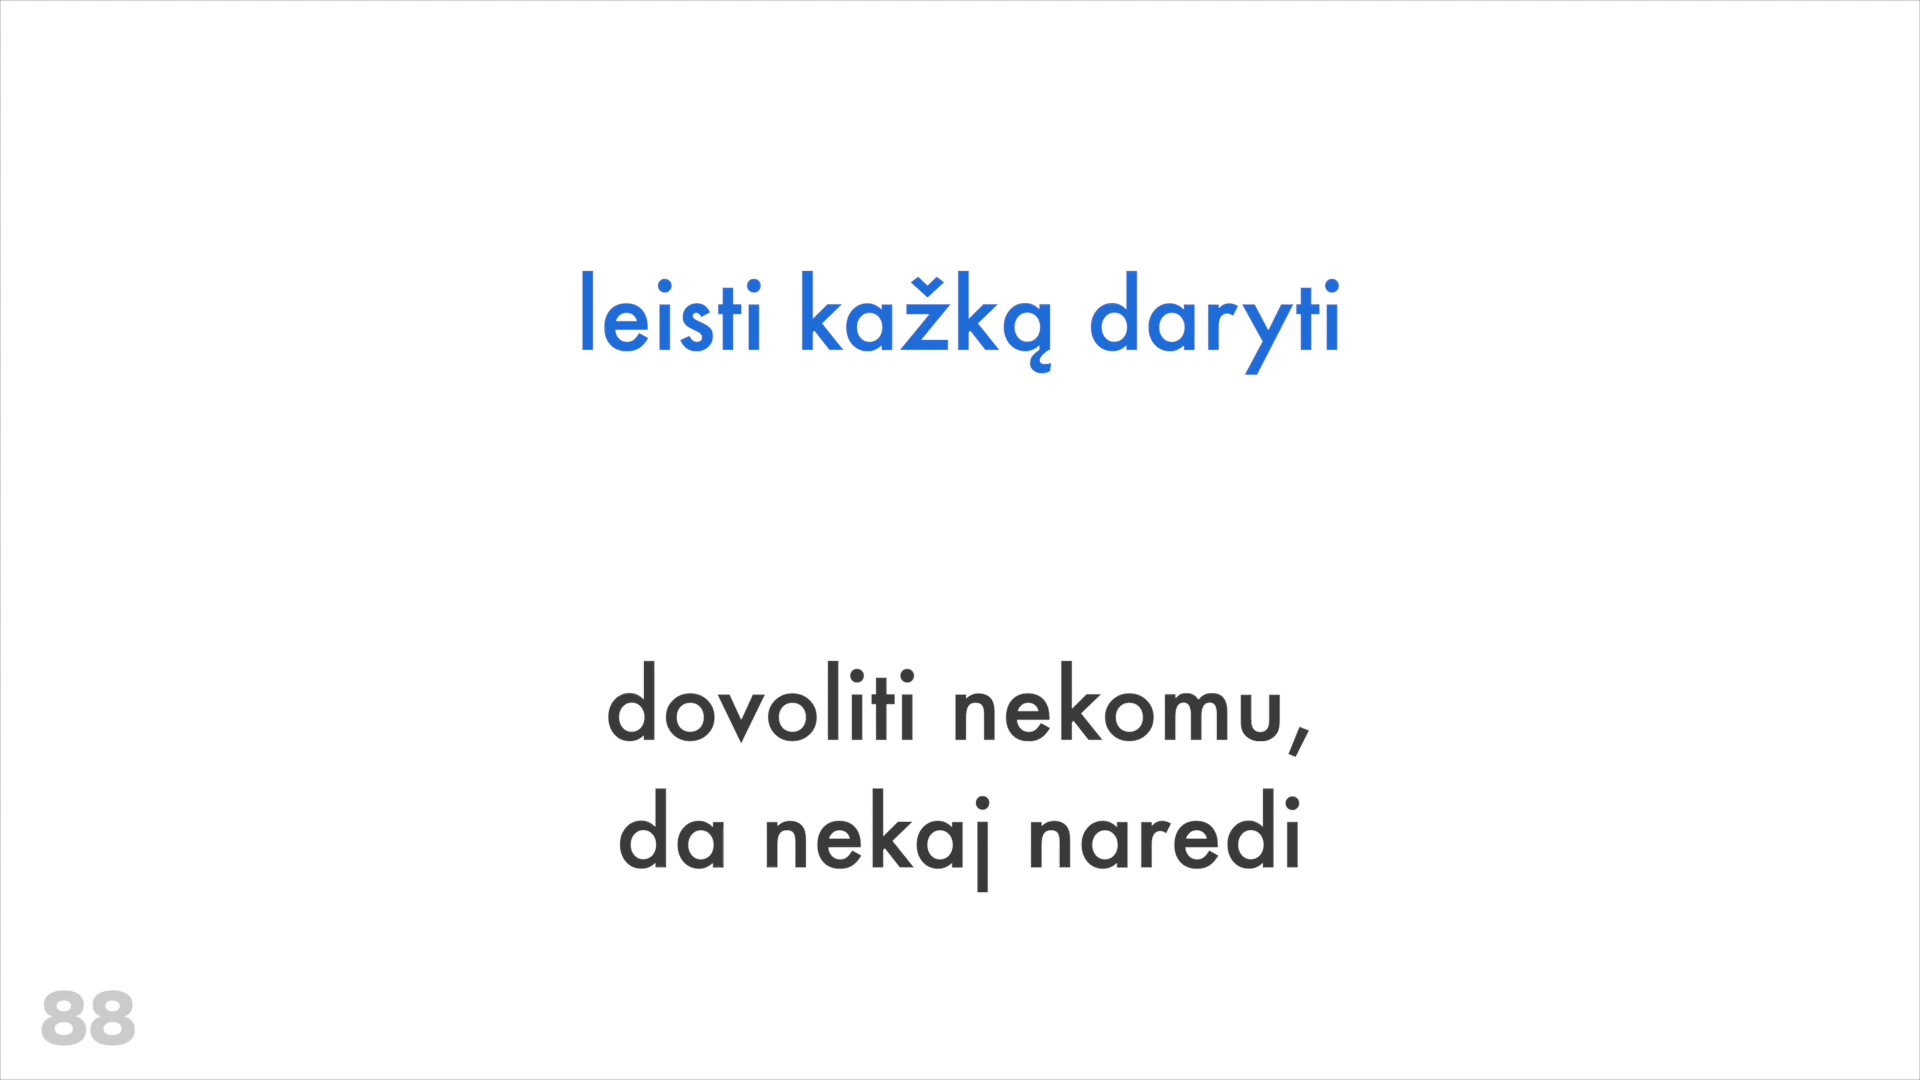 leisti kažką daryti
dovoliti nekomu,
da nekaj naredi
88